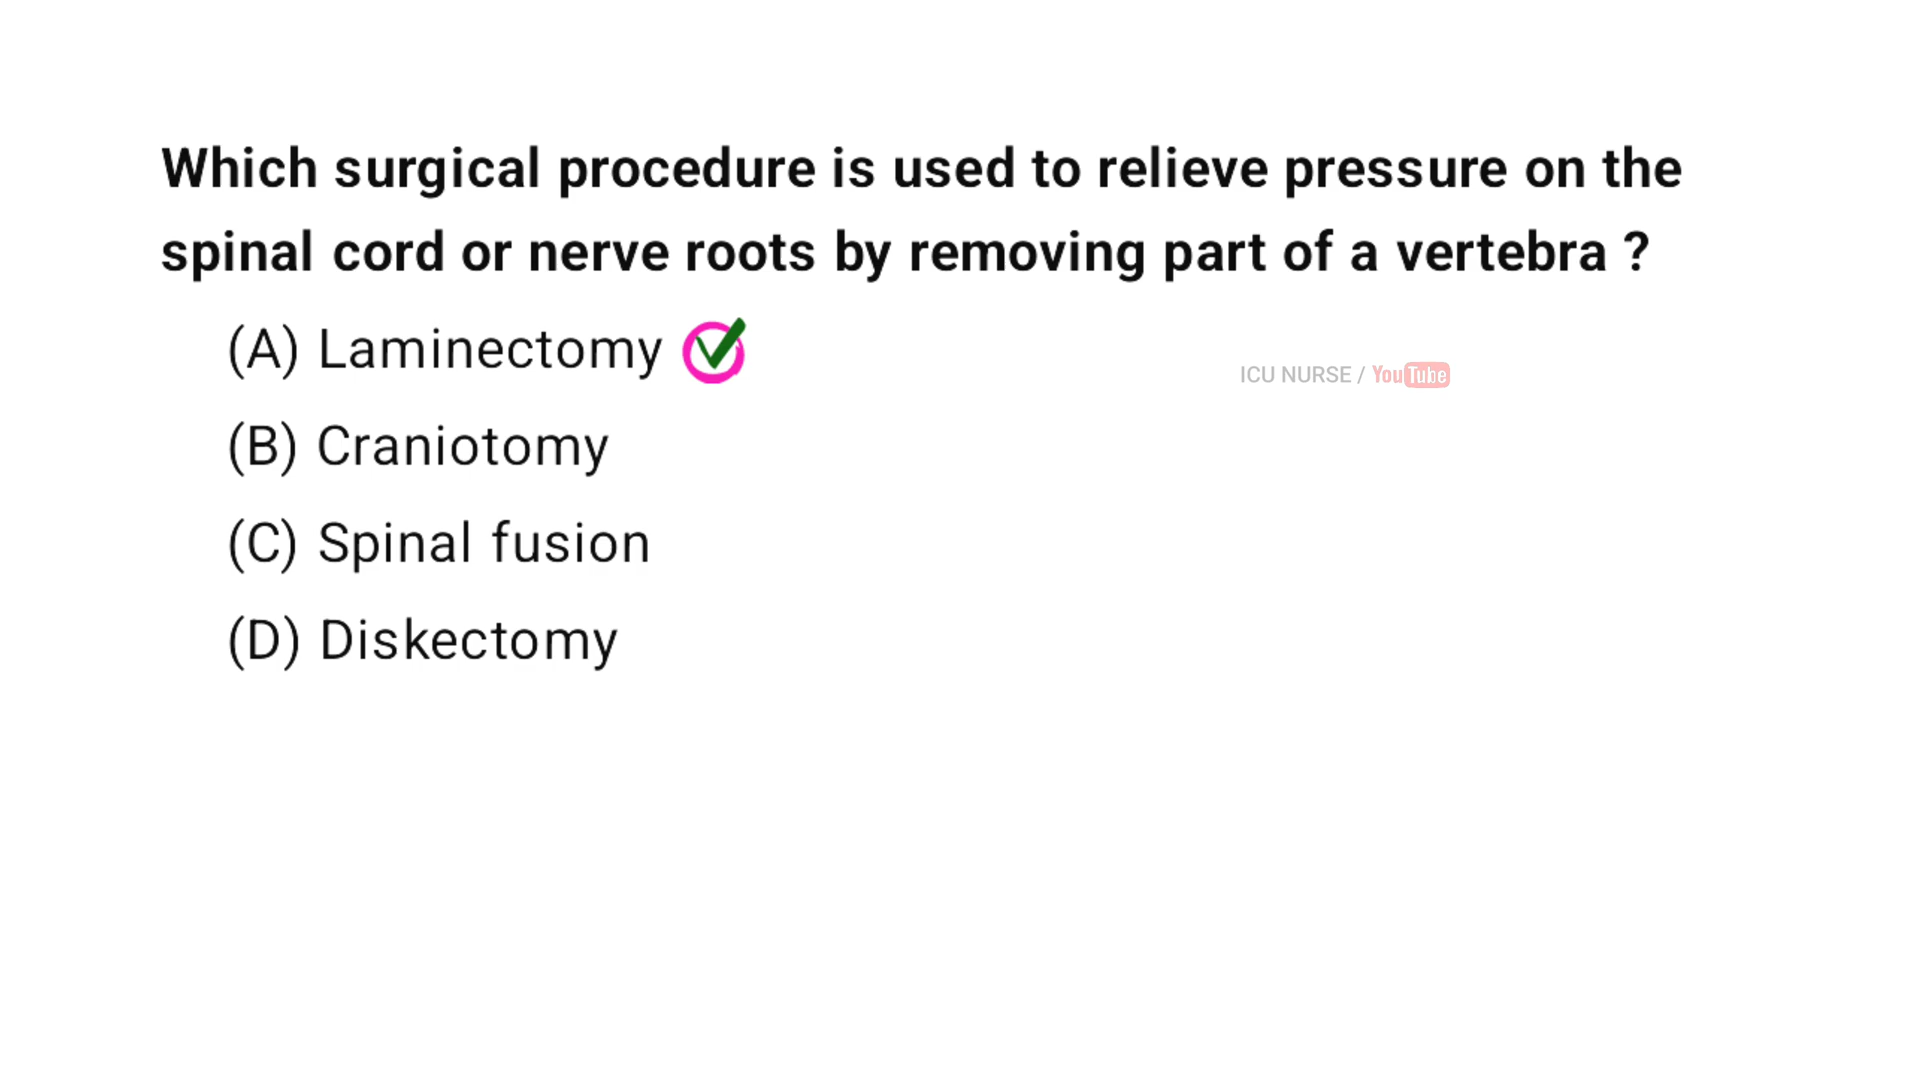 Which surgical procedure is used to relieve pressure on the
spinal cord or nerve roots by removing part of a vertebra ?
(A) Laminectomy
ICU NURSE / YouTube
(B) Craniotomy
(C) Spinal fusion
(D) Diskectomy